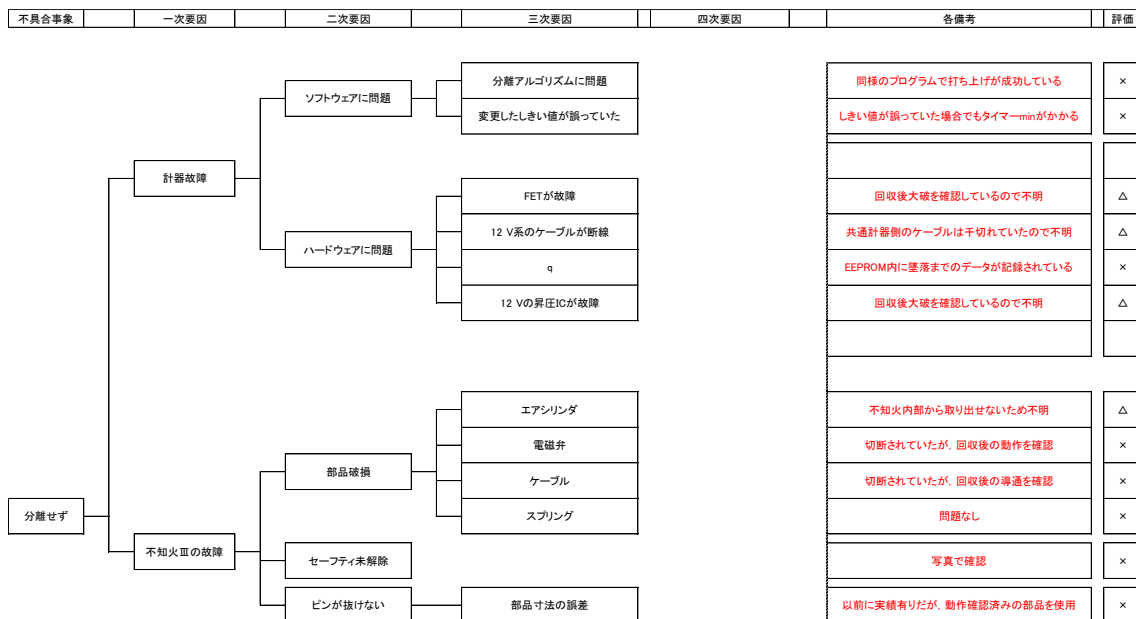 不具合事象 一次要因 二次要因 三次要因 四次要因 各備考 評価
分離アルゴリズムに問題 同様のプログラムで打ち上げが成功している ×
ソフトウェアに問題
変更したしきい値が誤っていた しきい値が誤っていた場合でもタイマーminがかかる ×
計器故障
FETが故障 回収後大破を確認しているので不明 △
12 V系のケーブルが断線 共通計器側のケーブルは千切れていたので不明 △
ハードウェアに問題
q EEPROM内に墜落までのデータが記録されている ×
12 Vの昇圧ICが故障 回収後大破を確認しているので不明 △
エアシリンダ 不知火内部から取り出せないため不明 △
電磁弁 切断されていたが，回収後の動作を確認 ×
部品破損
ケーブル 切断されていたが，回収後の導通を確認 ×
分離せず スプリング 問題なし ×
不知火Ⅲの故障
セーフティ未解除 写真で確認 ×
ピンが抜けない 部品寸法の誤差 以前に実績有りだが，動作確認済みの部品を使用 ×